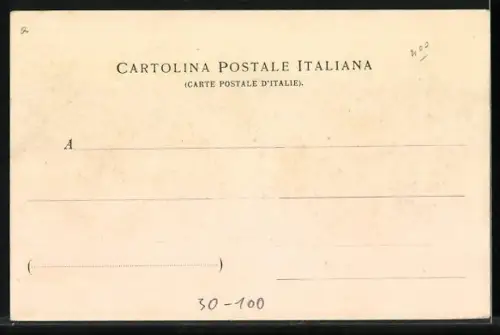 CARTOLINA POSTALE ITALIANA
(CARTE POSTALE D'ITALIE).
A
( )
30-100